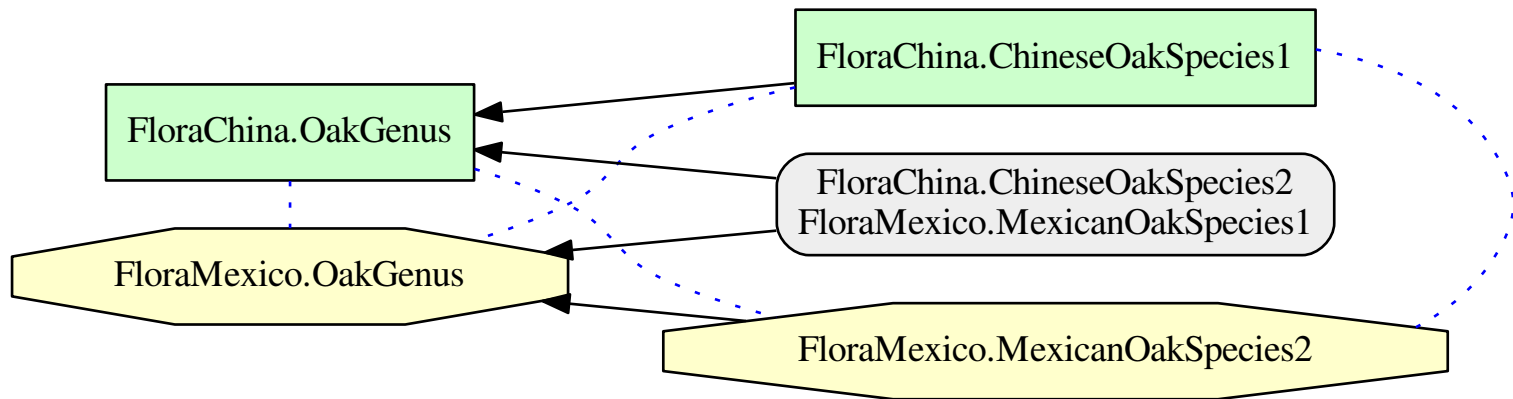 FloraChina.ChineseOakSpecies1
FloraChina.OakGenus
FloraChina.ChineseOakSpecies2
FloraMexico.MexicanOakSpecies1
FloraMexico.OakGenus
FloraMexico.MexicanOakSpecies2